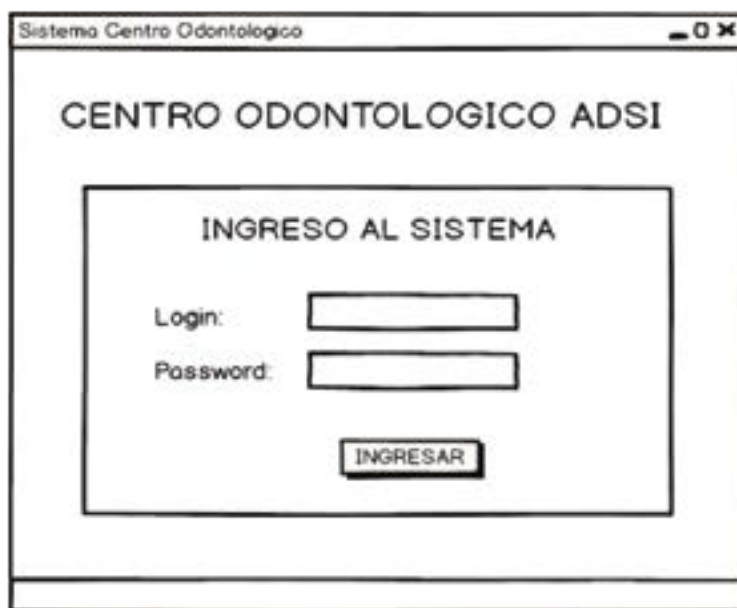 Sistema Centro Odontologico
CENTRO ODONTOLOGICO ADSI
INGRESO AL SISTEMA
Login:
Password:
INGRESAR